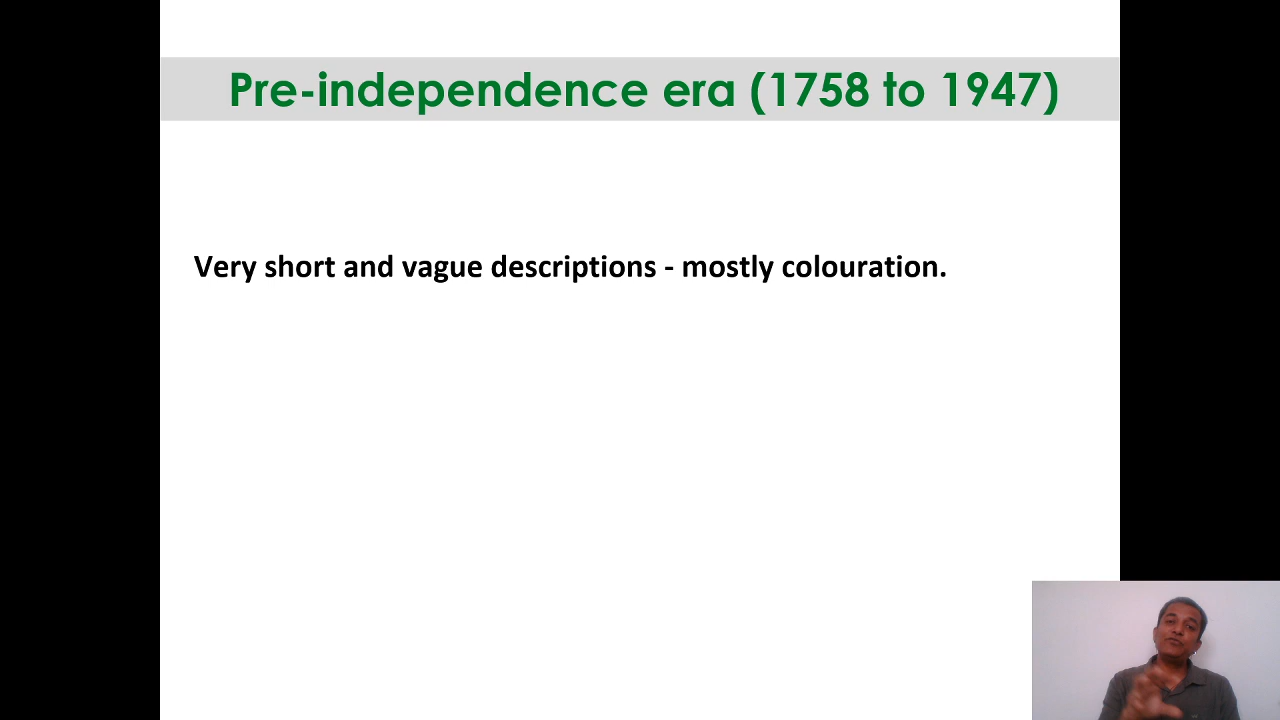 Pre-independence era (1758 to 1947)
Very short and vague descriptions - mostly colouration.